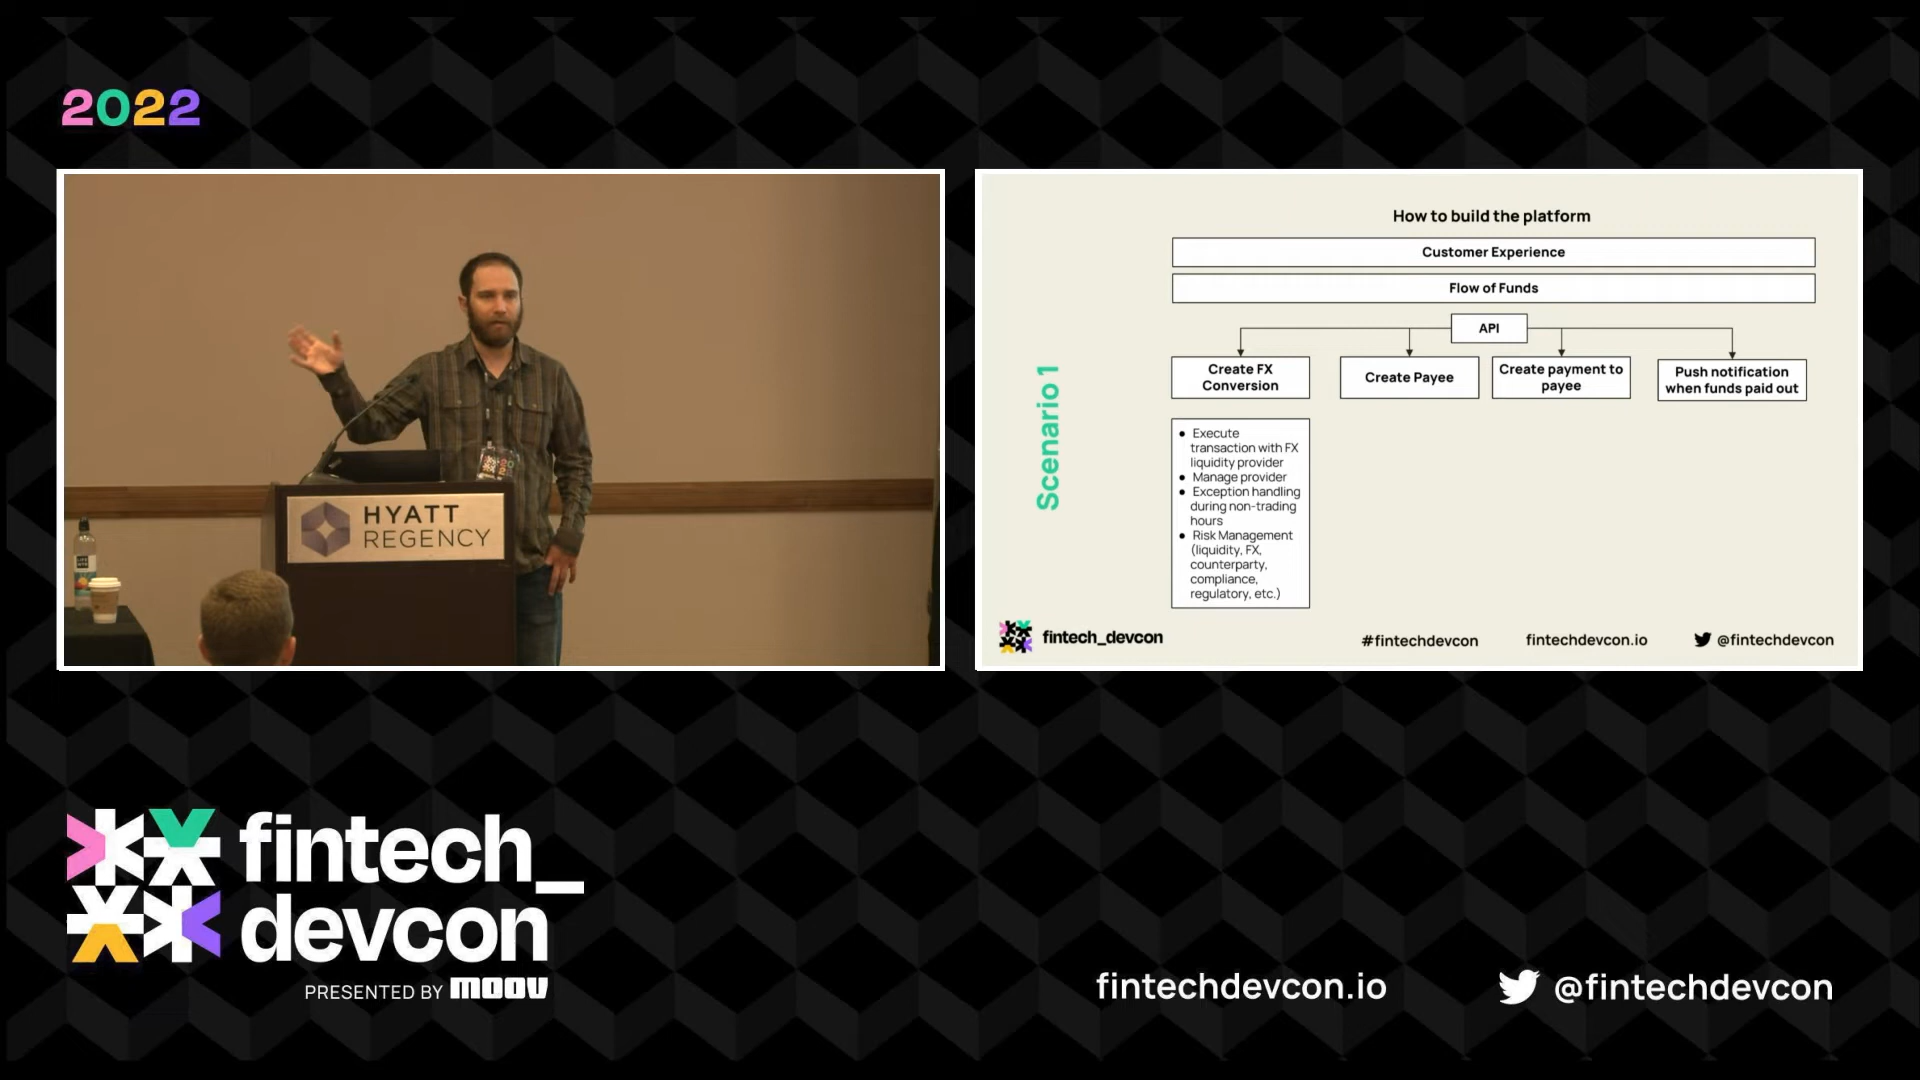 2022
HYATT
REGENCY
How to build the platform
Customer Experience
Flow of Funds
API
Create FX
Conversion
Create Payee
Create payment to
payee
Push notification
when funds paid out
Scenario 1
• Execute
transaction with FX
liquidity provider
• Manage provider
• Exception handling
during non-trading
hours
• Risk Management
(liquidity, FX,
counterparty,
compliance,
regulatory, etc.)
fintech_devcon
#fintechdevcon
fintechdevcon.io
@fintechdevcon
fintech_
devcon
PRESENTED BY moov
fintechdevcon.io
@fintechdevcon